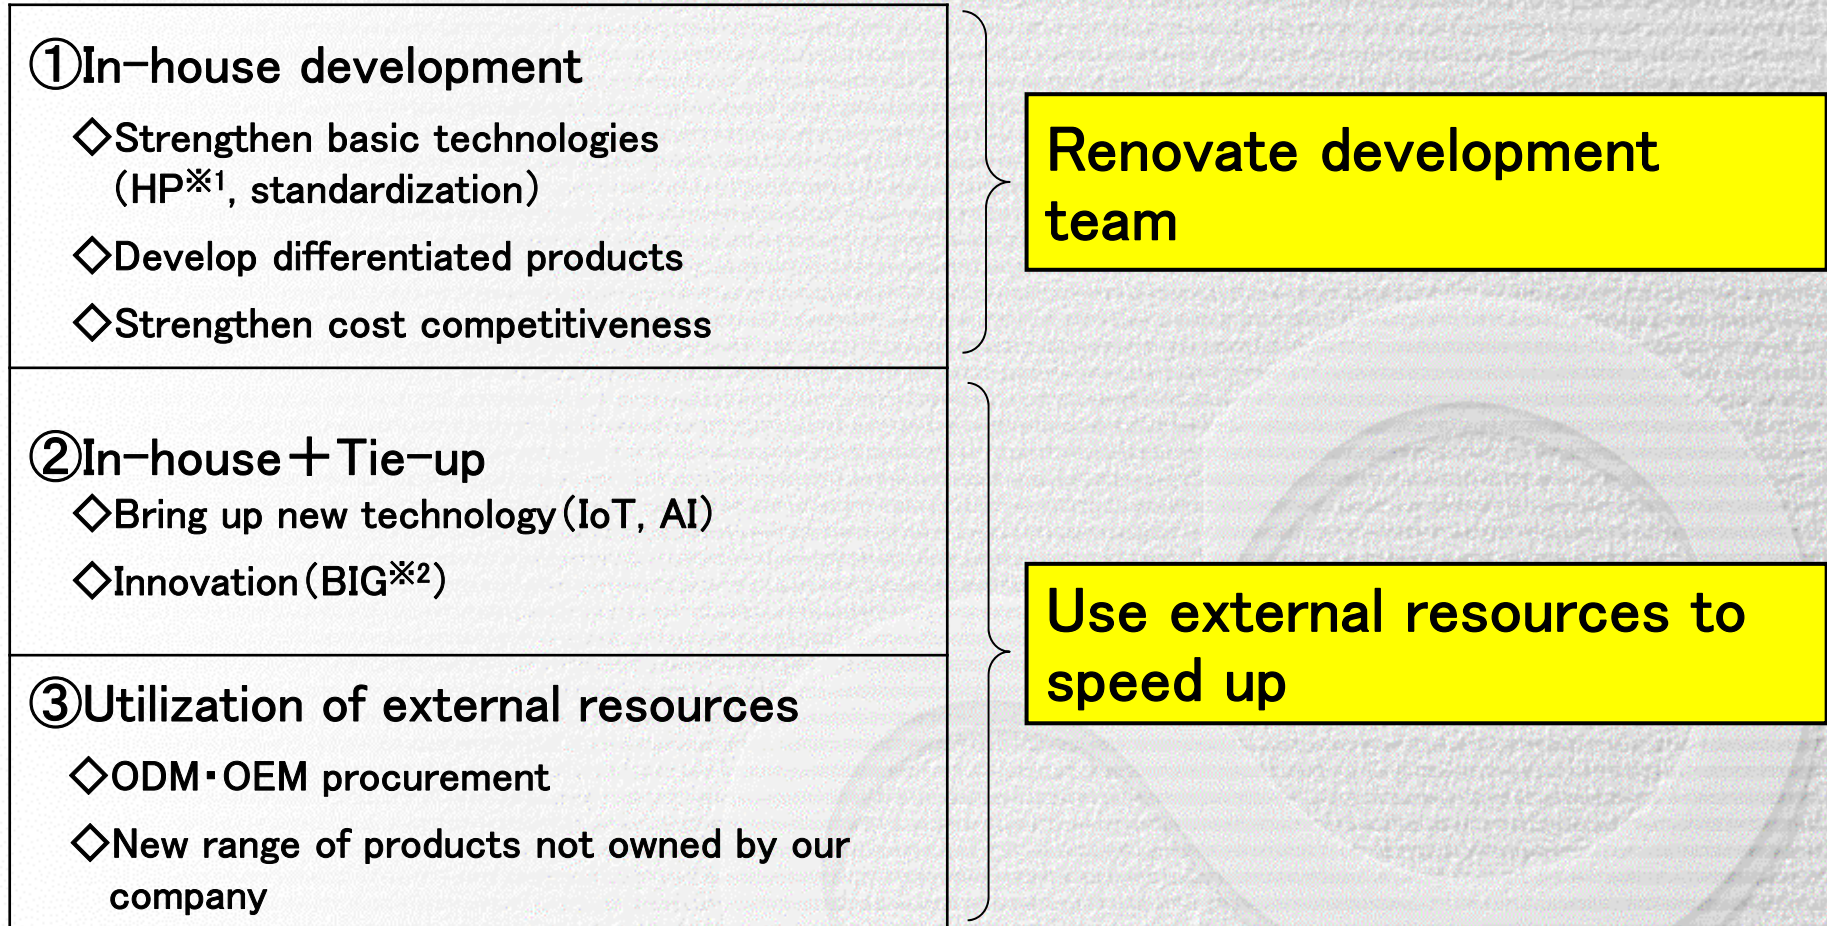 ①In-house development
◇Strengthen basic technologies
(HP※1, standardization)
◇Develop differentiated products
◇Strengthen cost competitiveness
Renovate development
team
②In-house＋Tie-up
◇Bring up new technology(IoT, AI)
◇Innovation(BIG※2)
③Utilization of external resources
◇ODM・OEM procurement
◇New range of products not owned by our
company
Use external resources to
speed up